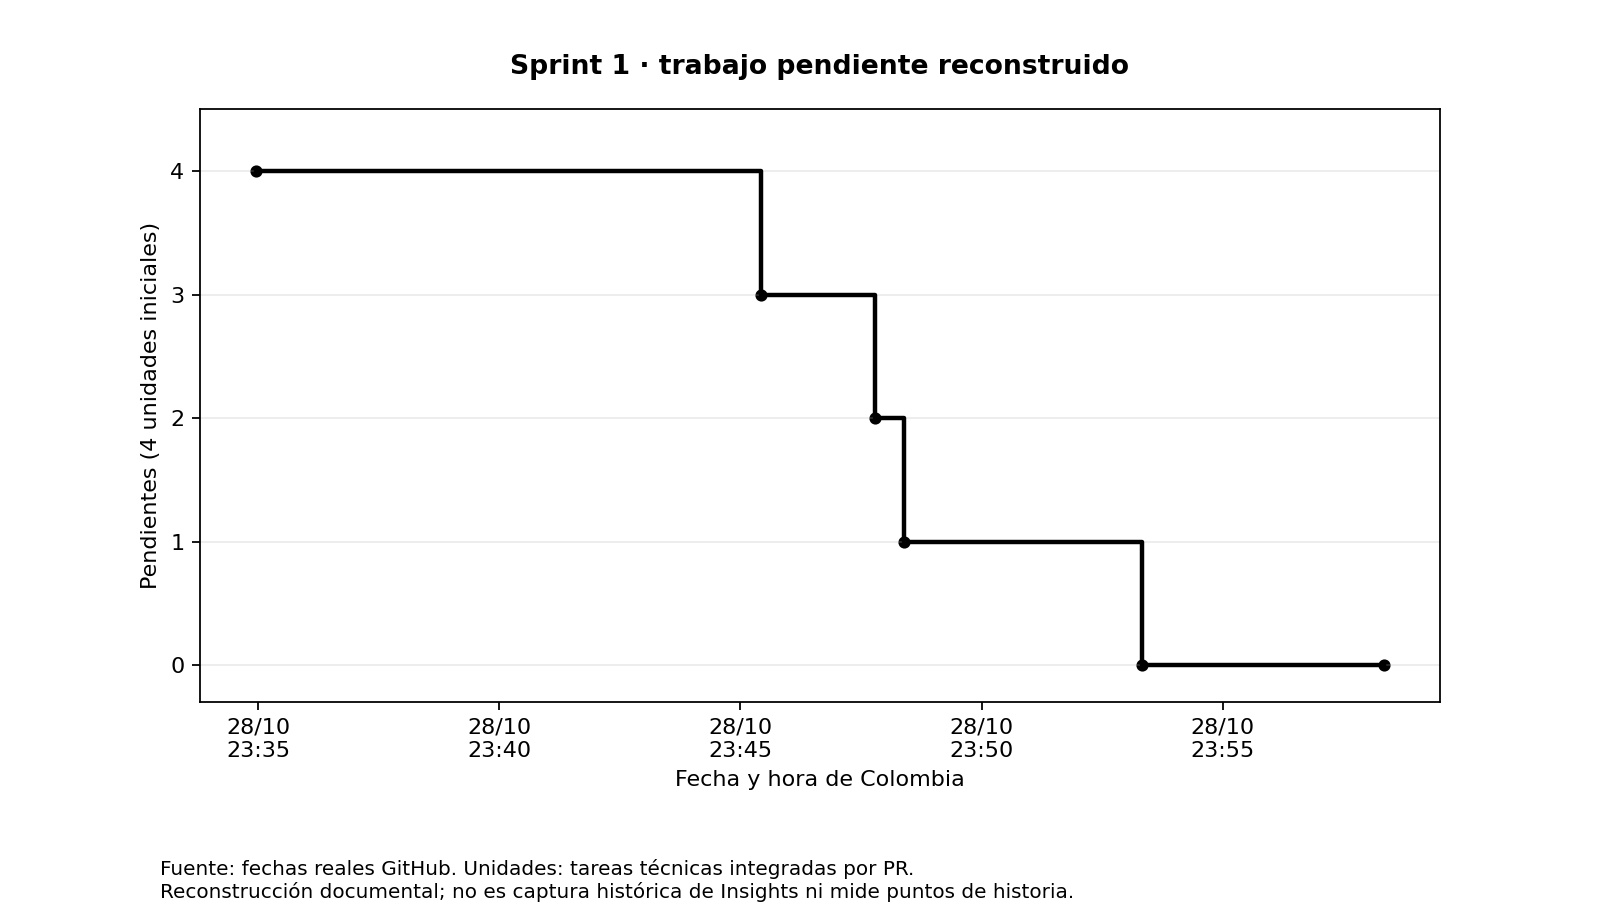 Sprint 1 · trabajo pendiente reconstruido
Pendientes (4 unidades iniciales)
4
3
2
1
0
28/10 28/10 28/10 28/10 28/10
23:35 23:40 23:45 23:50 23:55
Fecha y hora de Colombia
Fuente: fechas reales GitHub. Unidades: tareas técnicas integradas por PR.
Reconstrucción documental; no es captura histórica de Insights ni mide puntos de historia.